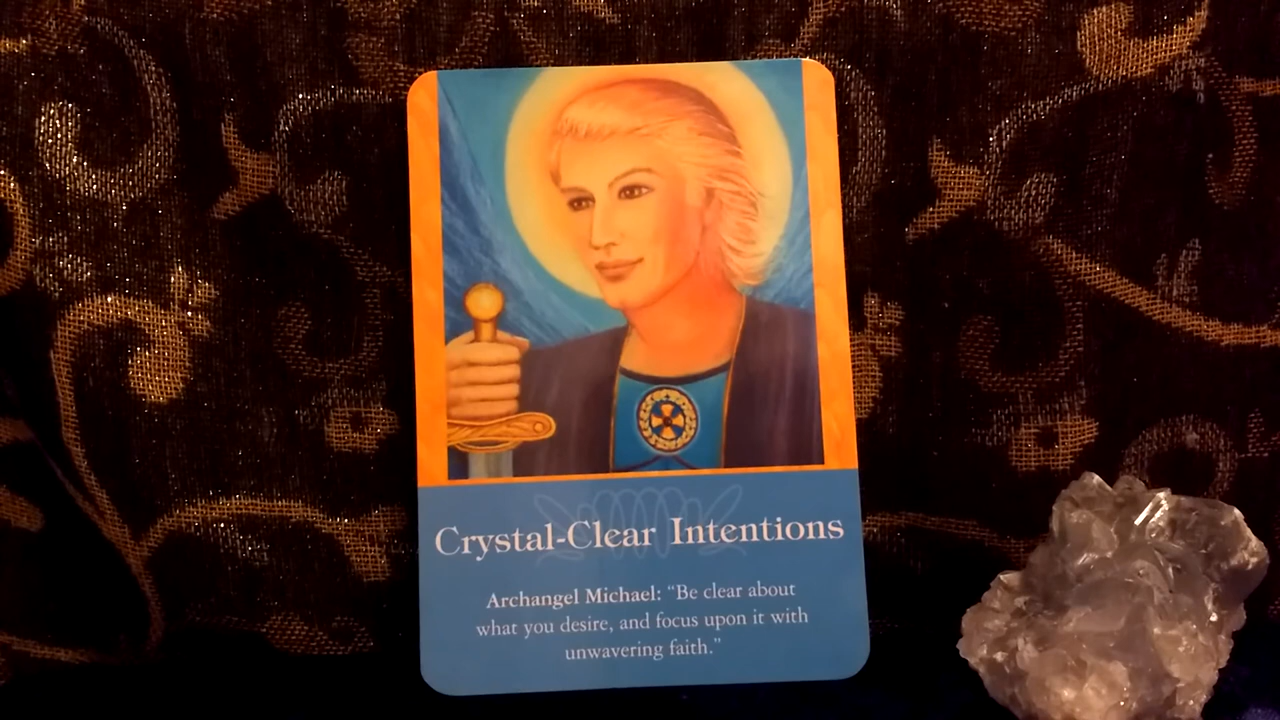 Crystal-Clear Intentions
Archangel Michael: “Be clear about
what you desire, and focus upon it with
unwavering faith.”